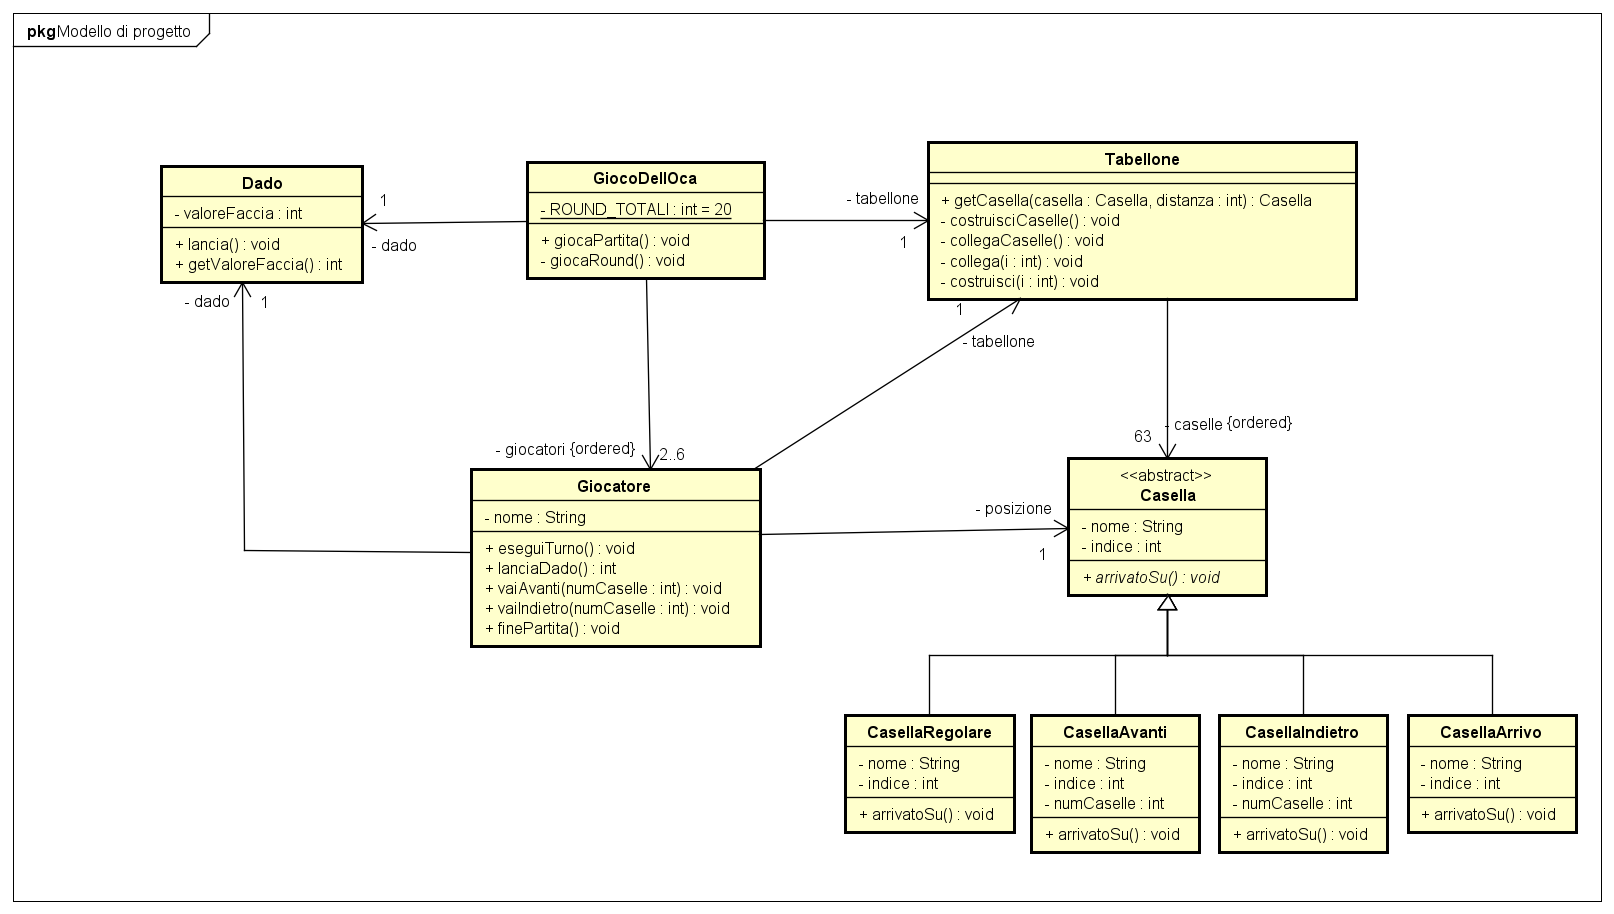 pkg Modello di progetto
Dado
- valoreFaccia : int
+ lancia() : void
+ getValoreFaccia() : int
1
- dado
GiocoDellOca
- ROUND_TOTALI : int = 20
+ giocaPartita() : void
- giocaRound() : void
- tabellone
1
Tabellone
+ getCasella(casella : Casella, distanza : int) : Casella
- costruisciCaselle() : void
- collegaCaselle() : void
- collega(i : int) : void
- costruisci(i : int) : void
- dado
1
1
- tabellone
- giocatori {ordered}
2..6
- caselle {ordered}
63
Giocatore
- nome : String
+ eseguiTurno() : void
+ lanciaDado() : int
+ vaiAvanti(numCaselle : int) : void
+ vaiIndietro(numCaselle : int) : void
+ finePartita() : void
- posizione
1
<<abstract>>
Casella
- nome : String
- indice : int
+ arrivatoSu() : void
CasellaRegolare
- nome : String
- indice : int
+ arrivatoSu() : void
CasellaAvanti
- nome : String
- indice : int
- numCaselle : int
+ arrivatoSu() : void
CasellaIndietro
- nome : String
- indice : int
- numCaselle : int
+ arrivatoSu() : void
CasellaArrivo
- nome : String
- indice : int
+ arrivatoSu() : void